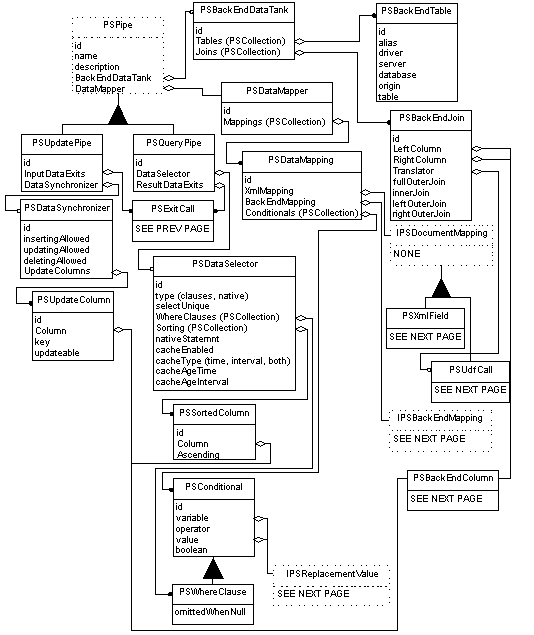 PSPipe
id
name
description
BackEndDataTank
DataMapper
PSBackEndDataTank
id
Tables (PSCollection)
Joins (PSCollection)
PSBackEndTable
id
alias
driver
server
database
origin
table
PSDataMapper
id
Mappings (PSCollection)
PSBackEndJoin
id
LeftColumn
RightColumn
Translator
fullOuterJoin
innerJoin
leftOuterJoin
rightOuterJoin
PSUpdatePipe
id
InputDataExits
DataSynchronizer
PSQueryPipe
id
DataSelector
ResultDataExits
PSDataMapping
id
XmlMapping
BackEndMapping
Conditionals (PSCollection)
PSExitCall
SEE PREV PAGE
PSDataSynchronizer
id
insertingAllowed
updatingAllowed
deletingAllowed
UpdateColumns
IPSDocumentMapping
NONE
PSDataSelector
id
type (clauses, native)
selectUnique
WhereClauses (PSCollection)
Sorting (PSCollection)
nativeStatemnt
cacheEnabled
cacheType (time, interval, both)
cacheAgeTime
cacheAgeInterval
PSUpdateColumn
id
Column
key
updateable
PSXmlField
SEE NEXT PAGE
PSUdfCall
SEE NEXT PAGE
PSSortedColumn
id
Column
Ascending
IPSBackEndMapping
SEE NEXT PAGE
PSBackEndColumn
SEE NEXT PAGE
PSConditional
id
variable
operator
value
boolean
IPSReplacementValue
SEE NEXT PAGE
PSWhereClause
omittedWhenNull